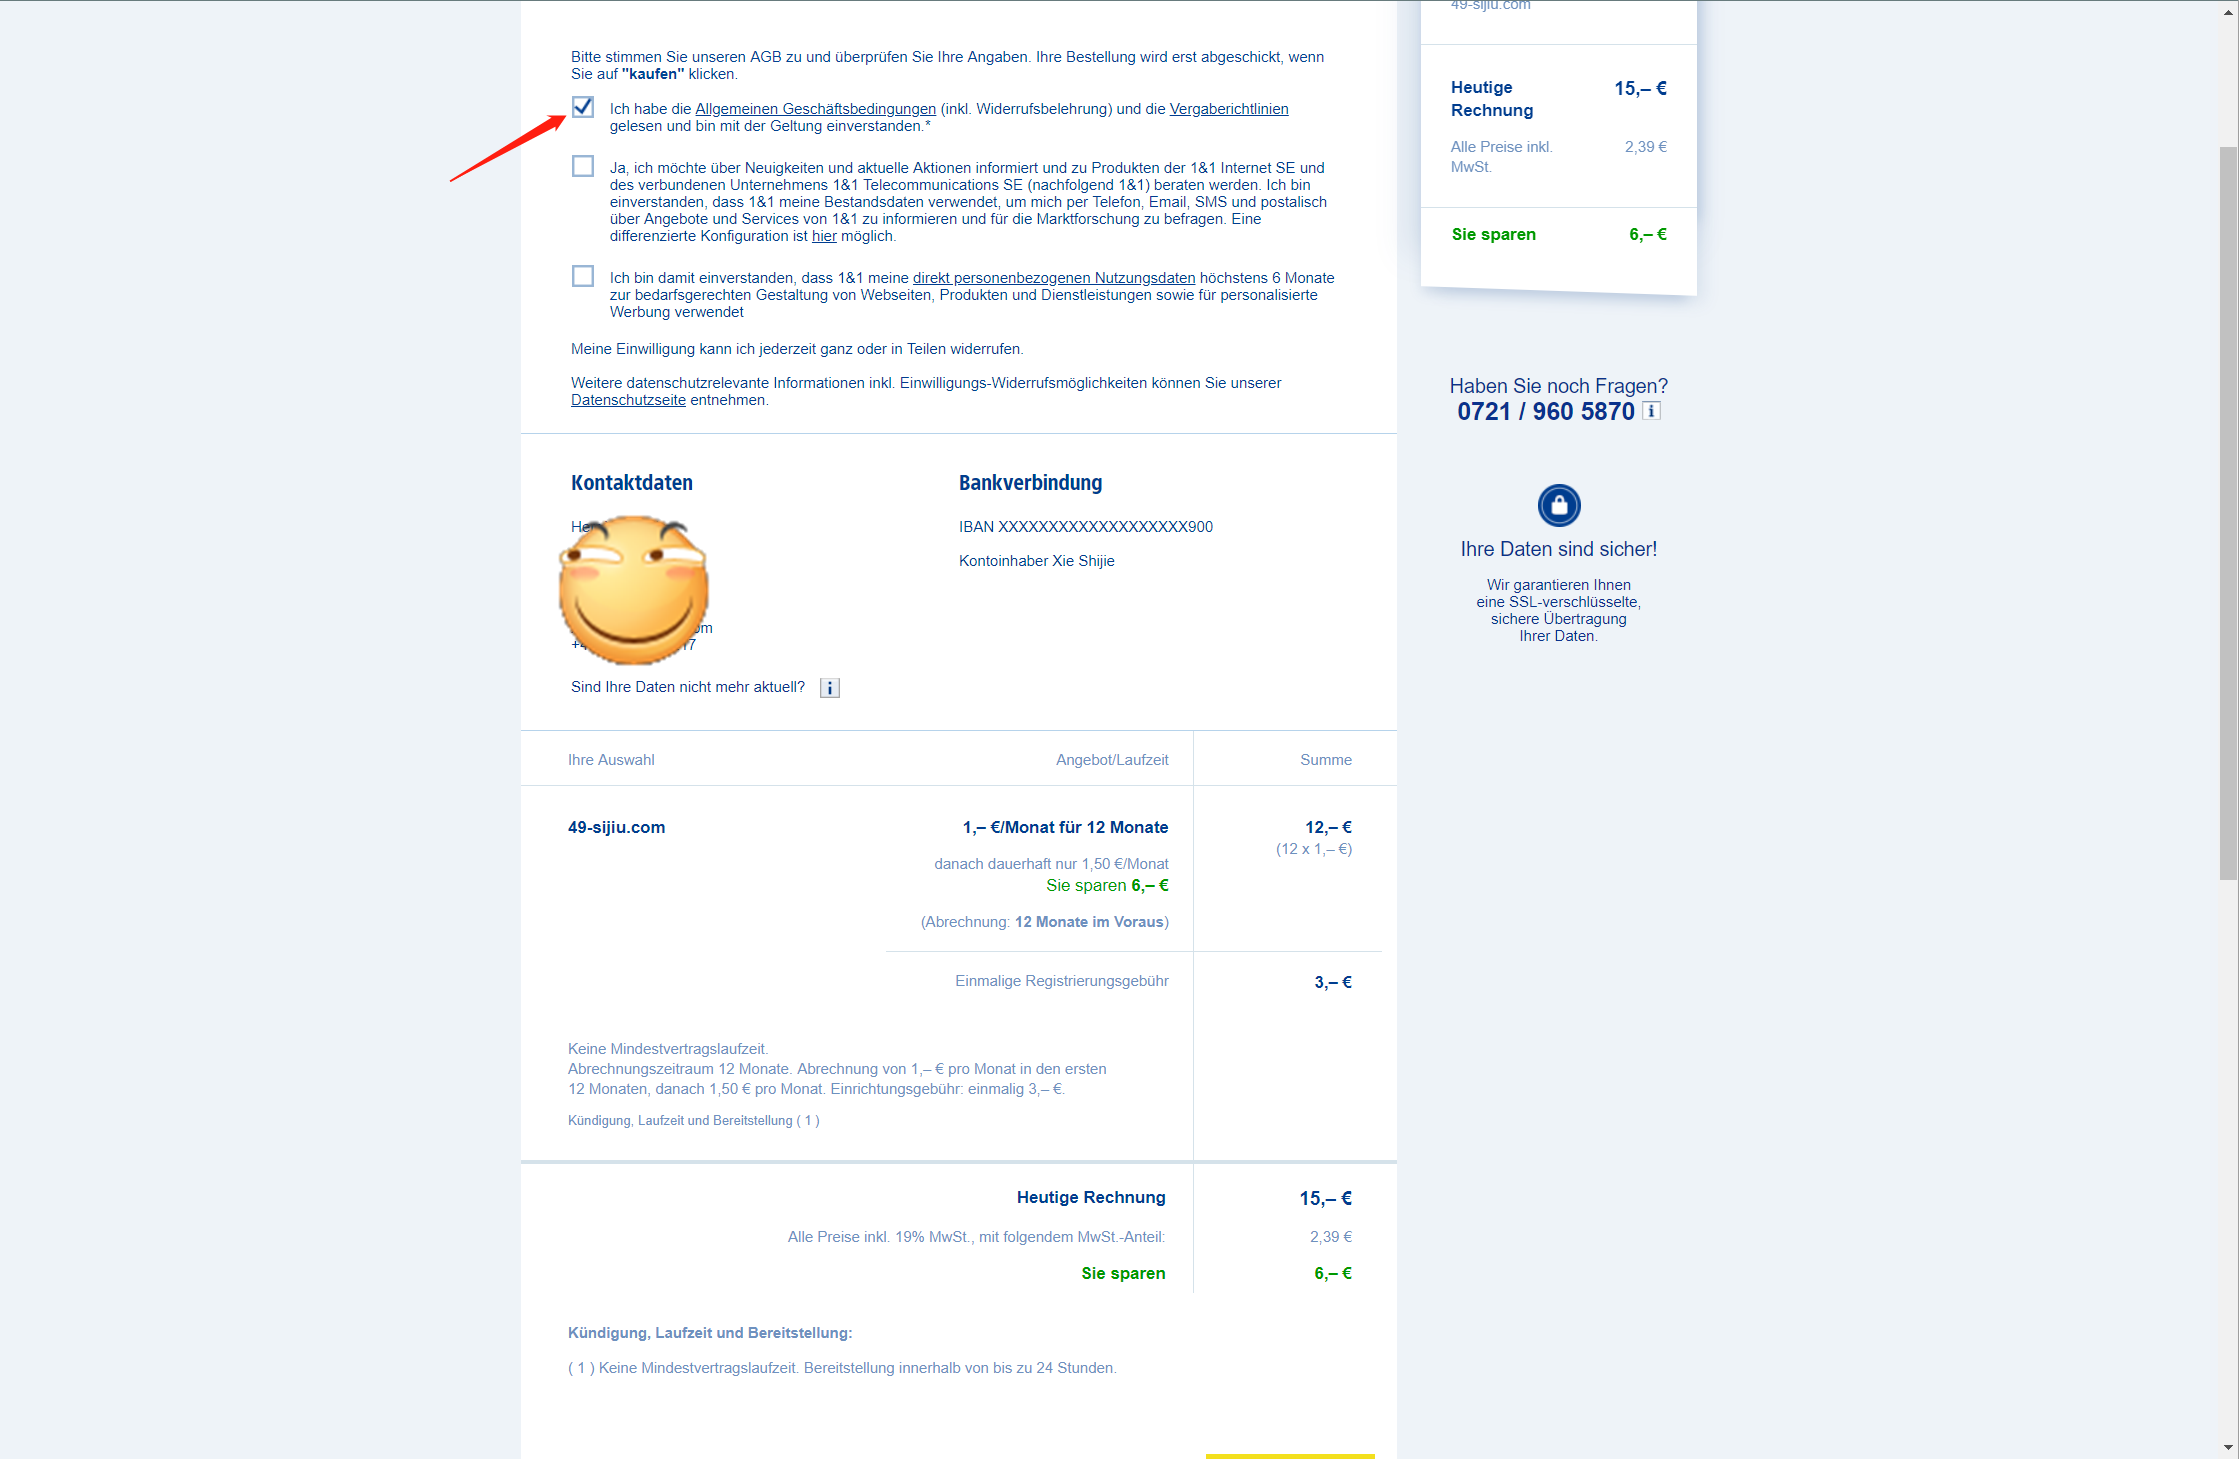 Bitte stimmen Sie unseren AGB zu und überprüfen Sie Ihre Angaben. Ihre Bestellung wird erst abgeschickt, wenn
Sie auf "kaufen" klicken.
Ich habe die Allgemeinen Geschäftsbedingungen (inkl. Widerrufsbelehrung) und die Vergaberichtlinien
gelesen und bin mit der Geltung einverstanden.*
Ja, ich möchte über Neuigkeiten und aktuelle Aktionen informiert und zu Produkten der 1&1 Internet SE und
des verbundenen Unternehmens 1&1 Telecommunications SE (nachfolgend 1&1) beraten werden. Ich bin
einverstanden, dass 1&1 meine Bestandsdaten verwendet, um mich per Telefon, Email, SMS und postalisch
über Angebote und Services von 1&1 zu informieren und für die Marktforschung zu befragen. Eine
differenzierte Konfiguration ist hier möglich.
Ich bin damit einverstanden, dass 1&1 meine direkt personenbezogenen Nutzungsdaten höchstens 6 Monate
zur bedarfsgerechten Gestaltung von Webseiten, Produkten und Dienstleistungen sowie für personalisierte
Werbung verwendet
Meine Einwilligung kann ich jederzeit ganz oder in Teilen widerrufen.
Weitere datenschutzrelevante Informationen inkl. Einwilligungs-Widerrufsmöglichkeiten können Sie unserer
Datenschutzseite entnehmen.
Kontaktdaten
Sind Ihre Daten nicht mehr aktuell? i
Bankverbindung
IBAN XXXXXXXXXXXXXXXXXXX900
Kontoinhaber Xie Shijie
Ihre Auswahl Angebot/Laufzeit Summe
49-sijiu.com 1,– €/Monat für 12 Monate 12,– €
(12 x 1,– €)
danach dauerhaft nur 1,50 €/Monat
Sie sparen 6,– €
(Abrechnung: 12 Monate im Voraus)
Einmalige Registrierungsgebühr 3,– €
Keine Mindestvertragslaufzeit.
Abrechnungszeitraum 12 Monate. Abrechnung von 1,– € pro Monat in den ersten
12 Monaten, danach 1,50 € pro Monat. Einrichtungsgebühr: einmalig 3,– €.
Kündigung, Laufzeit und Bereitstellung ( 1 )
Heutige Rechnung 15,– €
Alle Preise inkl. 19% MwSt., mit folgendem MwSt.-Anteil: 2,39 €
Sie sparen 6,– €
Kündigung, Laufzeit und Bereitstellung:
( 1 ) Keine Mindestvertragslaufzeit. Bereitstellung innerhalb von bis zu 24 Stunden.
49-sijiu.com
Heutige 15,– €
Rechnung
Alle Preise inkl. 2,39 €
MwSt.
Sie sparen 6,– €
Haben Sie noch Fragen?
0721 / 960 5870 i
Ihre Daten sind sicher!
Wir garantieren Ihnen
eine SSL-verschlüsselte,
sichere Übertragung
Ihrer Daten.